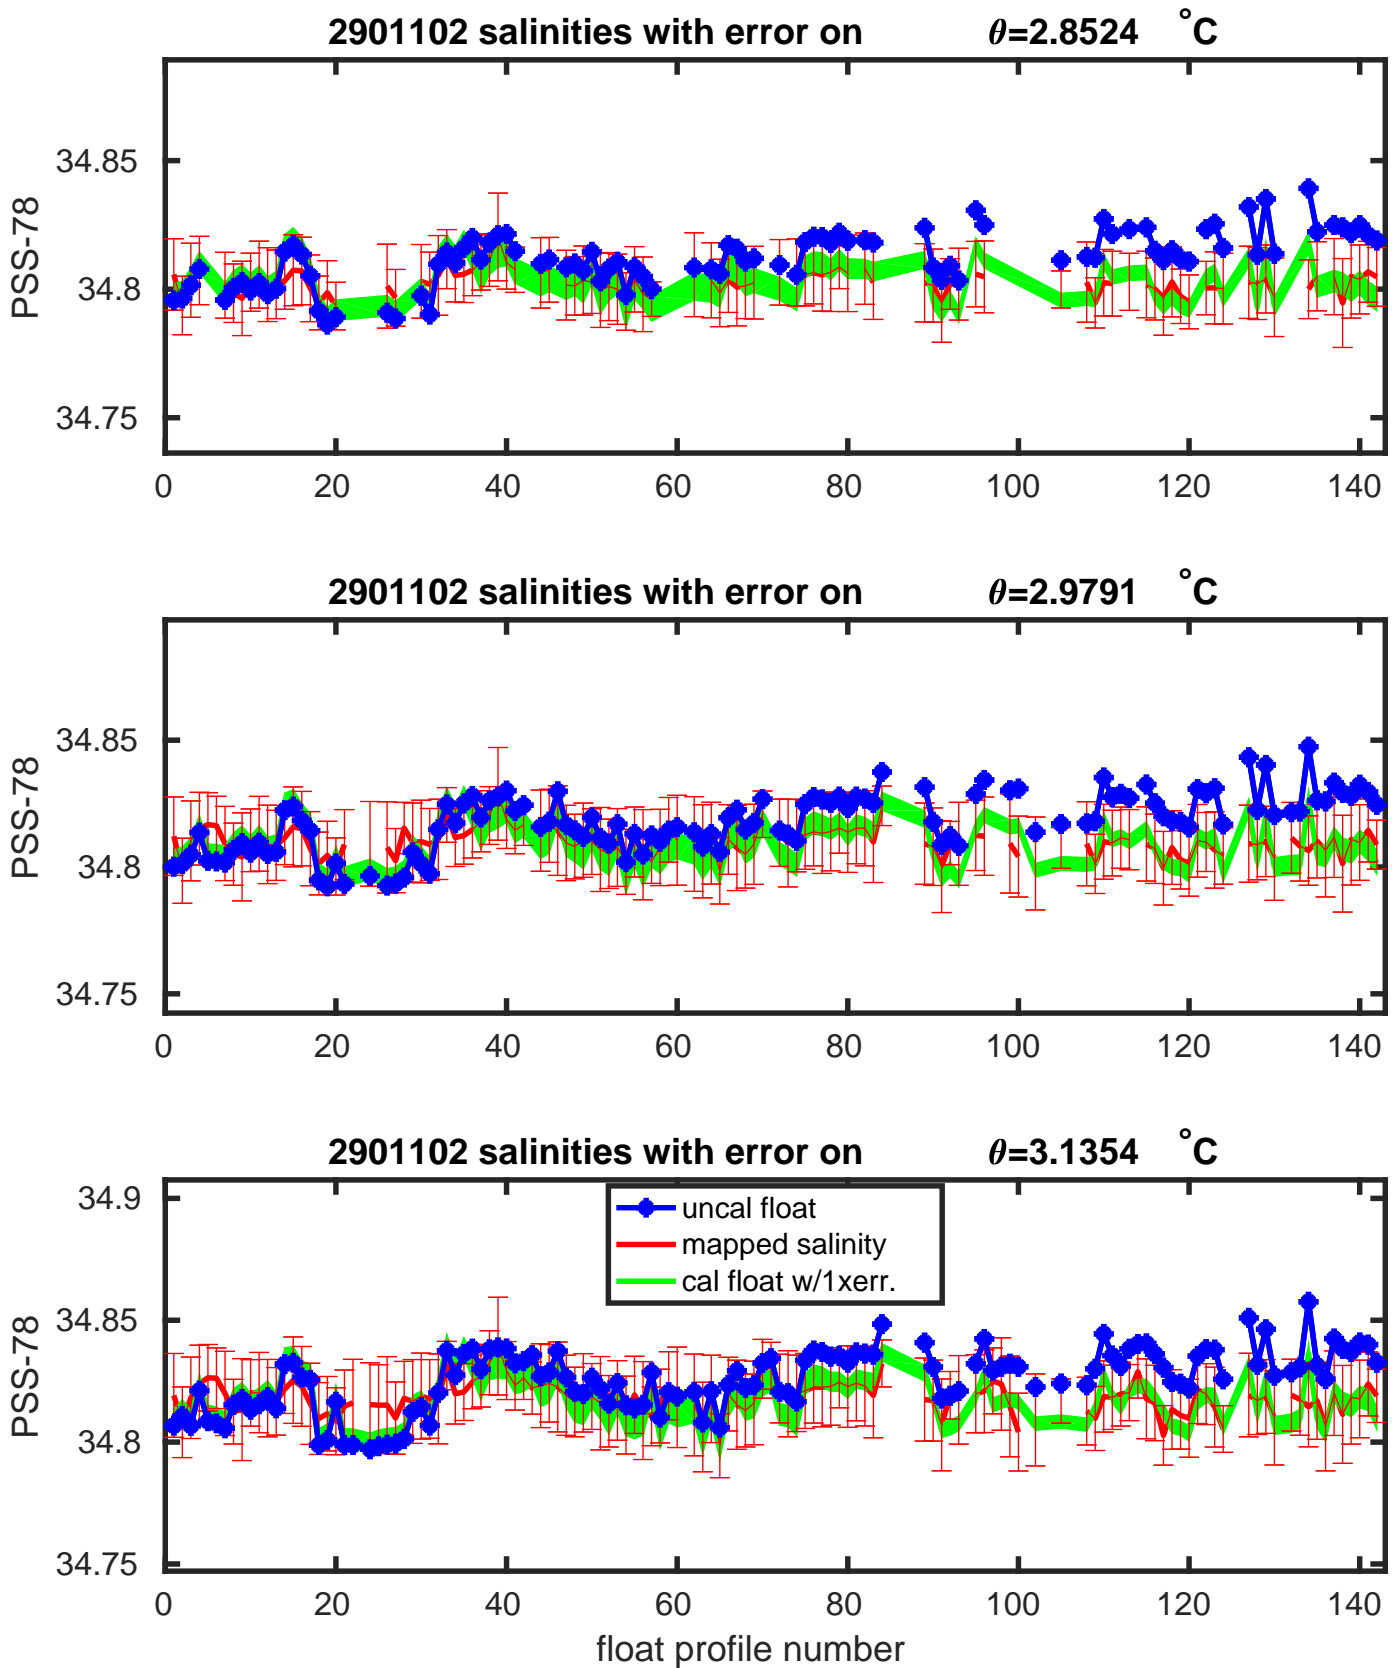 2901102 salinities with error on θ=2.8524 °C
PSS-78
34.85
34.8
34.75
0 20 40 60 80 100 120 140
2901102 salinities with error on θ=2.9791 °C
PSS-78
34.85
34.8
34.75
0 20 40 60 80 100 120 140
2901102 salinities with error on θ=3.1354 °C
PSS-78
34.9
34.85
34.8
34.75
uncal float
mapped salinity
cal float w/1xerr.
0 20 40 60 80 100 120 140
float profile number